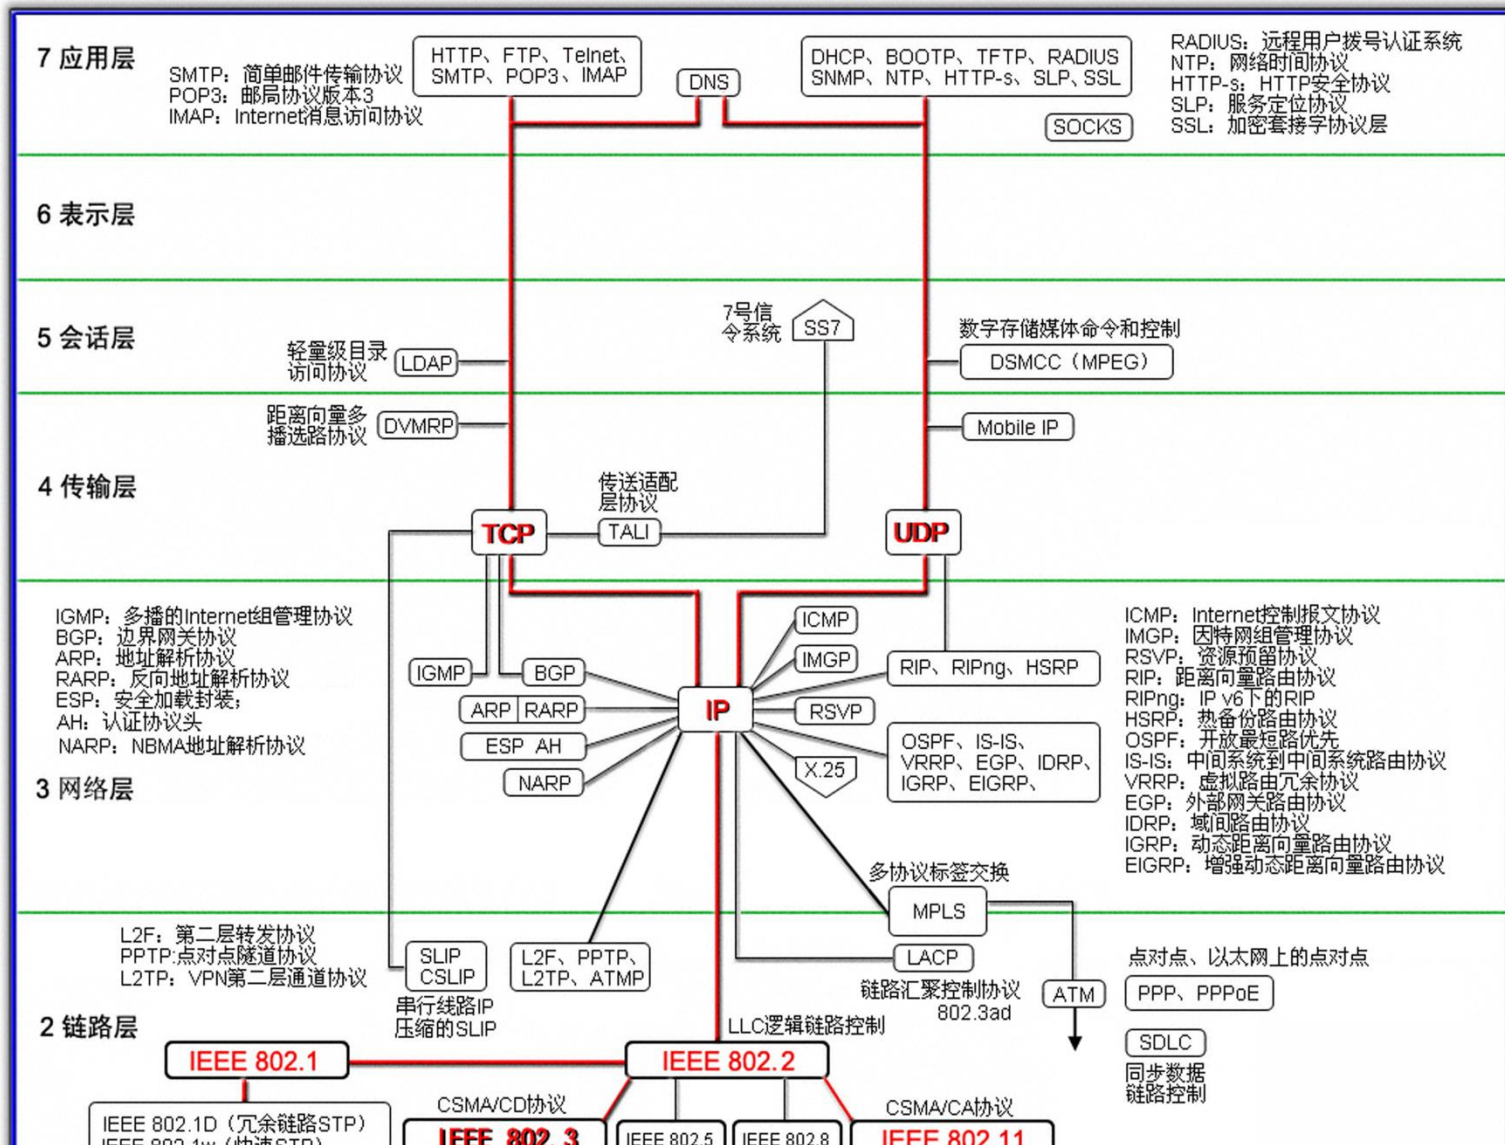 7 应用层
SMTP：简单邮件传输协议
POP3：邮局协议版本3
IMAP：Internet消息访问协议
HTTP、FTP、Telnet、
SMTP、POP3、IMAP
DNS
DHCP、BOOTP、TFTP、RADIUS
SNMP、NTP、HTTP-s、SLP、SSL
SOCKS
RADIUS：远程用户拨号认证系统
NTP：网络时间协议
HTTP-s：HTTP安全协议
SLP：服务定位协议
SSL：加密套接字协议层
6 表示层
5 会话层
轻量级目录
访问协议
LDAP
7号信
令系统
SS7
数字存储媒体命令和控制
DSMCC（MPEG）
4 传输层
距离向量多
播选路协议
DVMRP
Mobile IP
传送适配
层协议
TCP
TALI
UDP
3 网络层
IGMP：多播的Internet组管理协议
BGP：边界网关协议
ARP：地址解析协议
RARP：反向地址解析协议
ESP：安全加载封装；
AH：认证协议头
NARP：NBMA地址解析协议
IGMP
BGP
ARP
RARP
ESP AH
NARP
IP
ICMP
IMGP
RIP、RIPng、HSRP
RSVP
X.25
OSPF、IS-IS、
VRRP、EGP、IDRP、
IGRP、EIGRP、
ICMP：Internet控制报文协议
IMGP：因特网组管理协议
RSVP：资源预留协议
RIP：距离向量路由协议
RIPng：IP v6下的RIP
HSRP：热备份路由协议
OSPF：开放最短路优先
IS-IS：中间系统到中间系统路由协议
VRRP：虚拟路由冗余协议
EGP：外部网关路由协议
IDRP：域间路由协议
IGRP：动态距离向量路由协议
EIGRP：增强动态距离向量路由协议
多协议标签交换
MPLS
2 链路层
L2F：第二层转发协议
PPTP:点对点隧道协议
L2TP：VPN第二层通道协议
SLIP
CSLIP
串行线路IP
压缩的SLIP
L2F、PPTP、
L2TP、ATMP
LACP
链路汇聚控制协议
802.3ad
ATM
点对点、以太网上的点对点
PPP、PPPoE
SDLC
同步数据
链路控制
LLC逻辑链路控制
IEEE 802.1
IEEE 802.2
IEEE 802.1D（冗余链路STP）
IEEE 802.1w（快速STP）
CSMA/CD协议
IEEE 802.3
IEEE 802.5
IEEE 802.8
CSMA/CA协议
IEEE 802.11